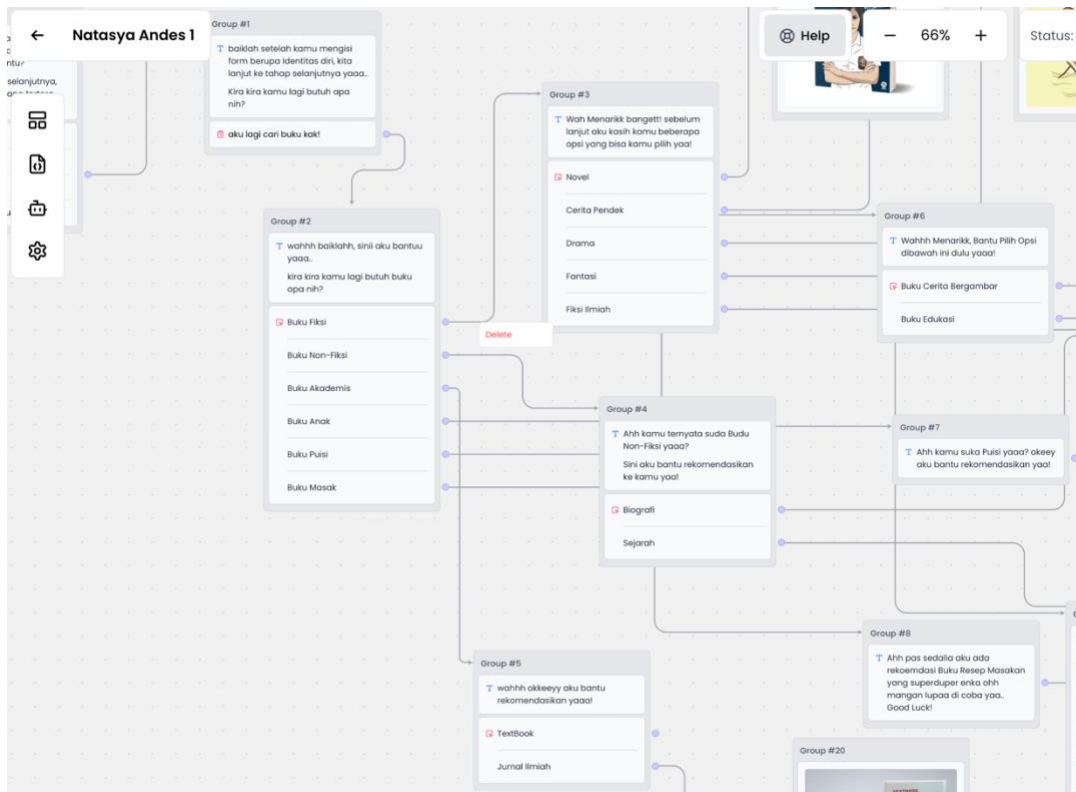 Natasya Andes 1
Help
66%
Status:
ntu?
selanjutnya,
Group #1
baiklah setelah kamu mengisi
form berupa identitas diri, kita
lanjut ke tahap selanjutnya yaaa..
Kira kira kamu lagi butuh apa
nih?
aku lagi cari buku kak!
Group #2
wahhh baiklahh, sinii aku bantuu
yaaa..
kira kira kamu lagi butuh buku
apa nih?
Buku Fiksi
Buku Non-Fiksi
Buku Akademis
Buku Anak
Buku Puisi
Buku Masak
Delete
Group #3
Wah Menarikk bangett! sebelum
lanjut aku kasih kamu beberapa
opsi yang bisa kamu pilih yaa!
Novel
Cerita Pendek
Drama
Fantasi
Fiksi Ilmiah
Group #6
Wahhh Menarikk, Bantu Pilih Opsi
dibawah ini dulu yaaa!
Buku Cerita Bergambar
Buku Edukasi
Group #4
Ahh kamu ternyata suda Budu
Non-Fiksi yaaa?
Sini aku bantu rekomendasikan
ke kamu yaa!
Biografi
Sejarah
Group #7
Ahh kamu suka Puisi yaaa? okeey
aku bantu rekomendasikan yaa!
Group #5
wahhh okkeeyy aku bantu
rekomendasikan yaaa!
TextBook
Jurnal Ilmiah
Group #8
Ahh pas sedalia aku ada
rekoemdasi Buku Resep Masakan
yang superduper enka ohh
mangan lupaa di coba yaa..
Good Luck!
Group #20